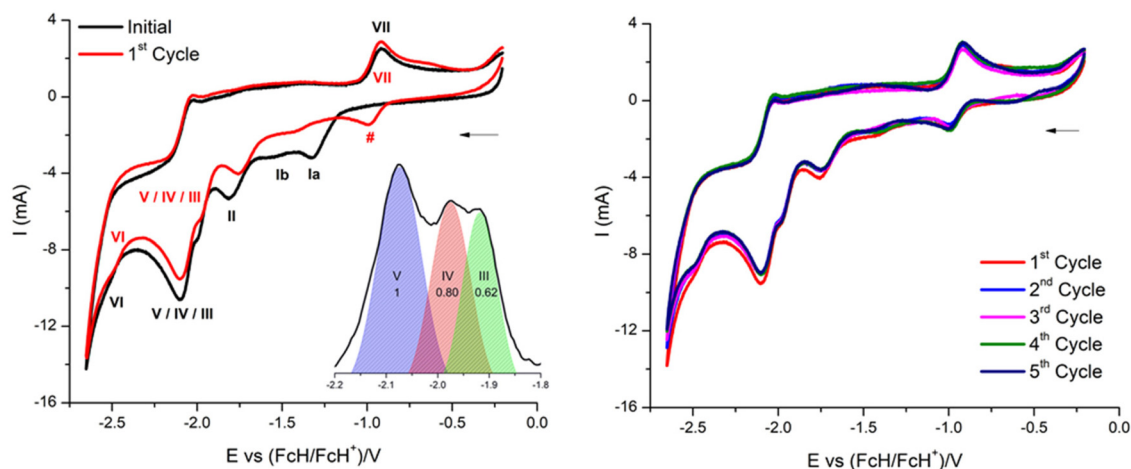 Initial
1st Cycle
VII
VII
#
Ib
Ia
II
V / IV / III
VI
VI
V / IV / III
V
1
IV
0.80
III
0.62
-2.2 -2.1 -2.0 -1.9 -1.8
4
0
-4
-8
-12
-16
I (mA)
-2.5 -2.0 -1.5 -1.0 -0.5 0.0
E vs (FcH/FcH+)/V
4
0
-4
-8
-12
-16
I (mA)
1st Cycle
2nd Cycle
3rd Cycle
4th Cycle
5th Cycle
-2.5 -2.0 -1.5 -1.0 -0.5 0.0
E vs (FcH/FcH+)/V